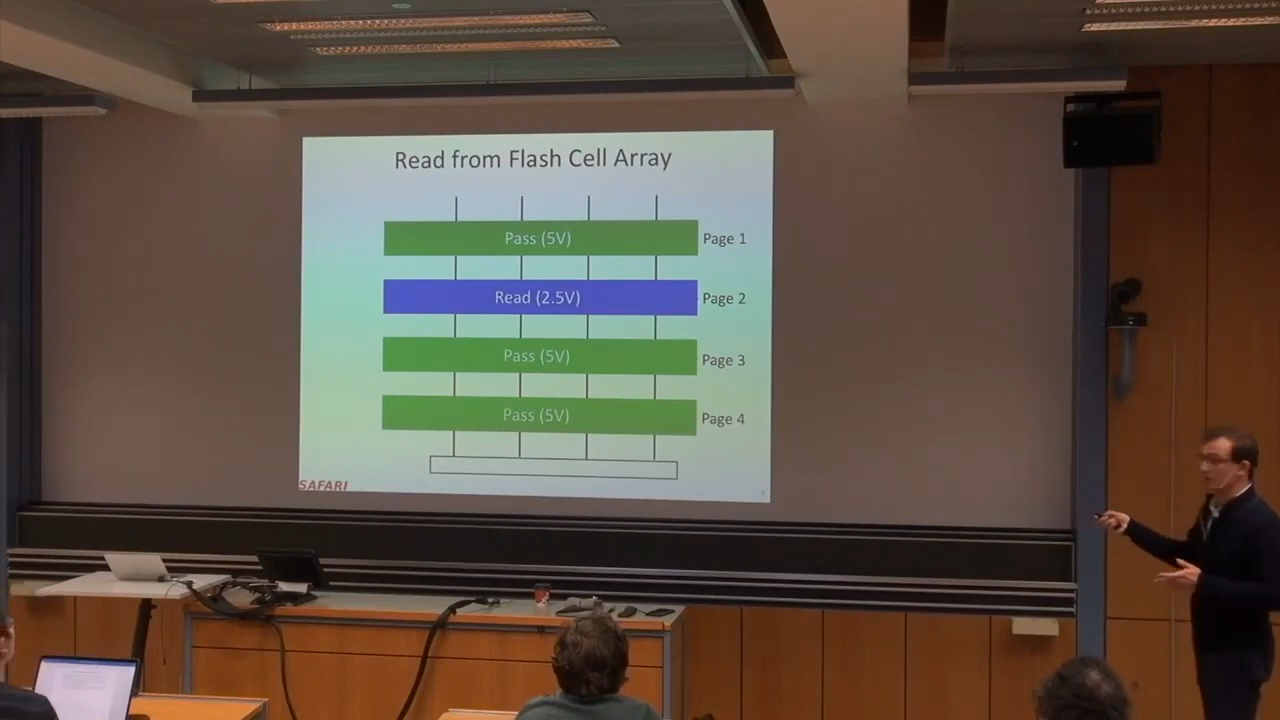 Read from Flash Cell Array
Pass (5V) Page 1
Read (2.5V) Page 2
Pass (5V) Page 3
Pass (5V) Page 4
SAFARI